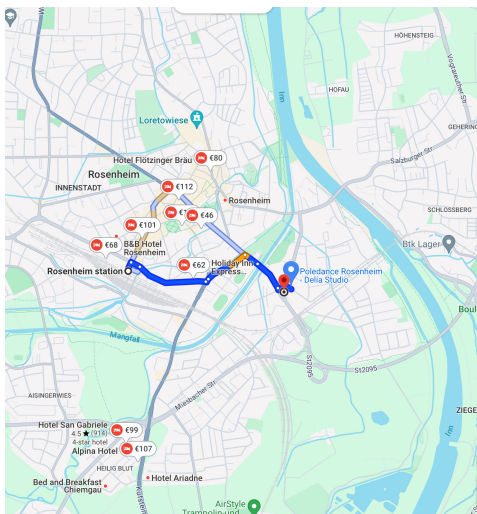 HÖHENSTEIG
HOFAU
Vogtareuther Str.
Inn
GEHERING
Loretowiese
Salzburger Str.
Hotel Flötzinger Bräu
€80
Rosenheim
€112
INNENSTADT
Rosenheim
SCHLOSSBERG
€46
€101
B&B Hotel
Rosenheim
€68
Btk Lager
€62
Holiday Inn
Express...
Poledance Rosenheim
- Delia Studio
Rosenheim station
Mangfall
St2095
St2095
Miesbacher Str.
AISINGERWIES
ZIEGE
Hotel San Gabriele
4.5 ★ (914)
4-star hotel
€99
Inn
Alpina Hotel
€107
HEILIG BLUT
Hotel Ariadne
Bed and Breakfast
Chiemgau
AirStyle